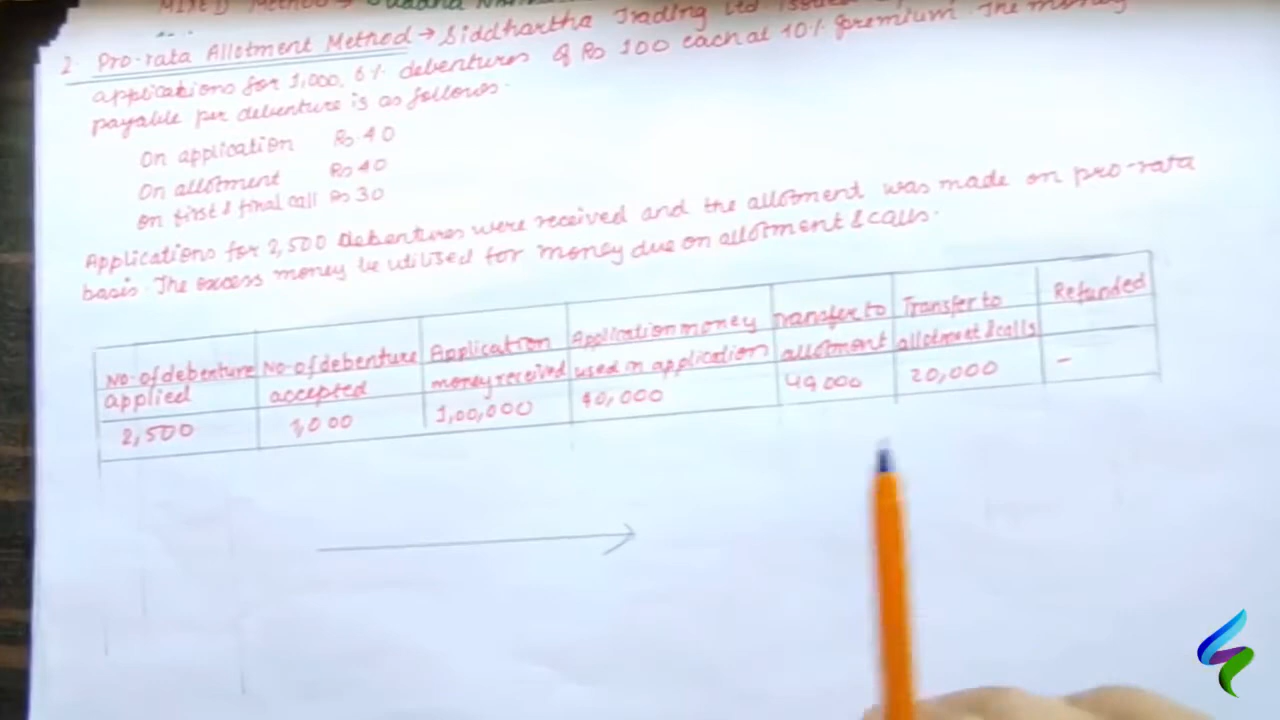 MIXED Method →
2. Pro-rata Allotment Method → Siddhartha Trading Ltd issued
applications for 1,000, 6% debentures of Rs 100 each at 10% premium. The money
payable per debenture is as follows.
On application Rs 40
On allotment Rs 40
On first & final call Rs 30
Applications for 2,500 Debentures were received and the allotment was made on pro-rata
basis. The excess money be utilised for money due on allotment & calls.
No. of debenture applied | No. of debenture accepted | Application money received | Application money used in application | Transfer to allotment | Transfer to allotment & calls | Refunded
2,500 | 1,000 | 1,00,000 | 40,000 | 40,000 | 20,000 | -